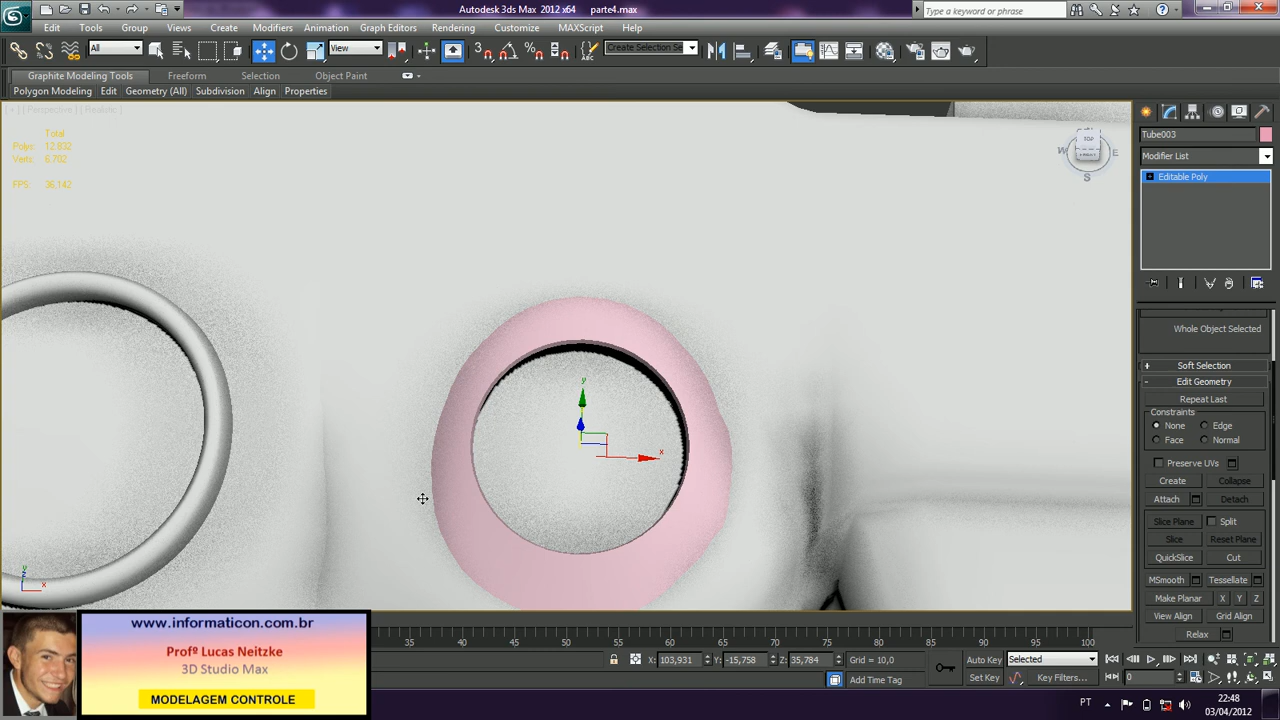 Autodesk 3ds Max 2012 x64 parte4.max
Type a keyword or phrase
Edit Tools Group Views Create Modifiers Animation Graph Editors Rendering Customize MAXScript Help
All View Create Selection Se
Graphite Modeling Tools Freeform Selection Object Paint
Polygon Modeling Edit Geometry (All) Subdivision Align Properties
[ + ] [ Perspective ] [ Realistic ]
Total
Polys: 12.832
Verts: 6.702
FPS: 36,142
TOP
W E
S
y
x
y
x
Tube003
Modifier List
Editable Poly
Whole Object Selected
+ Soft Selection
- Edit Geometry
Repeat Last
Constraints
None Edge
Face Normal
Preserve UVs
Create Collapse
Attach Detach
Slice Plane Split
Slice Reset Plane
QuickSlice Cut
MSmooth Tessellate
Make Planar X Y Z
View Align Grid Align
Relax
35 40 45 50 55 60 65 70 75 80 85 90 95 100
X: 103,931 Y: -15,758 Z: 35,784 Grid = 10,0
Add Time Tag
Auto Key Selected
Set Key Key Filters... 0
www.informaticon.com.br
Profº Lucas Neitzke
3D Studio Max
MODELAGEM CONTROLE
PT 22:48
03/04/2012